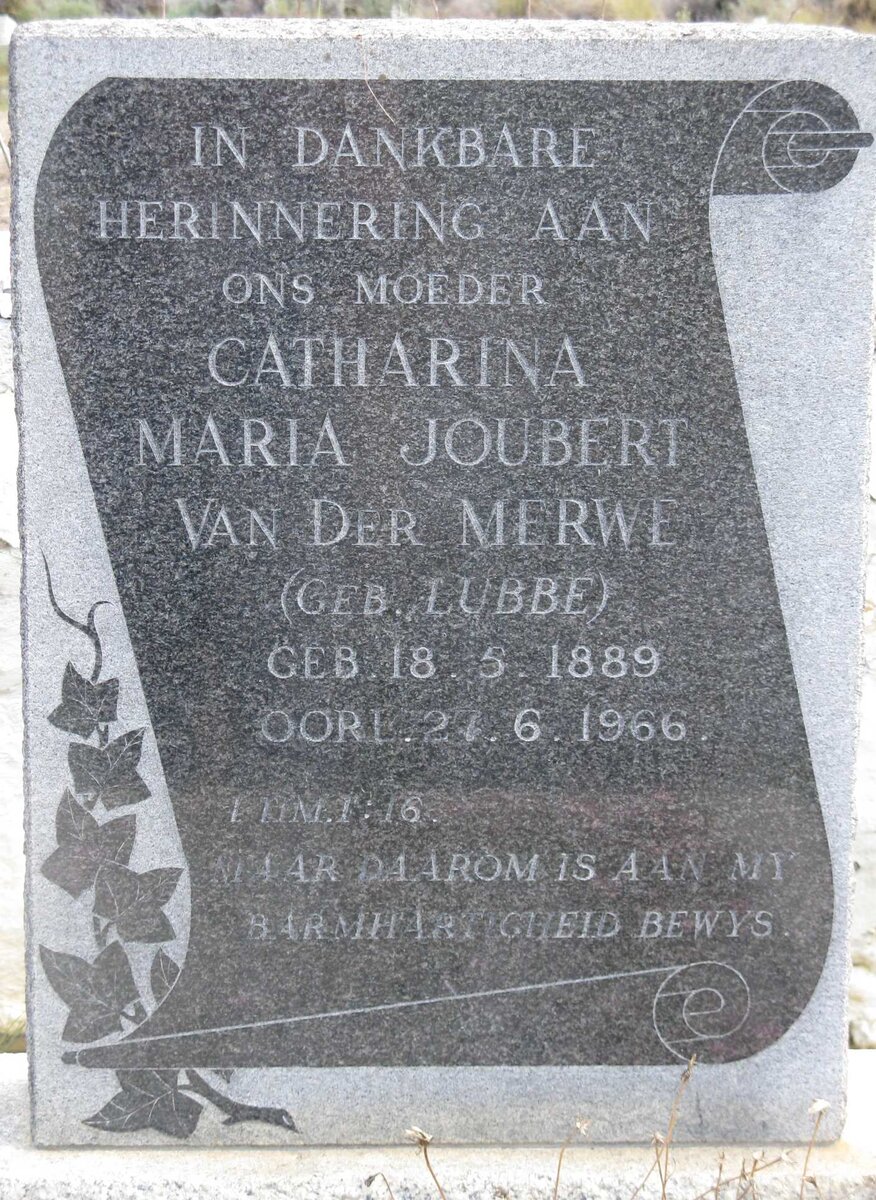 IN DANKBARE
HERINNERING AAN
ONS MOEDER
CATHARINA
MARIA JOUBERT
VAN DER MERWE
(GEB. LUBBE)
GEB. 18. 5. 1889
OORL. 27. 6. 1966.
I TIM. 1:16.
MAAR DAAROM IS AAN MY
BARMHARTIGHEID BEWYS.